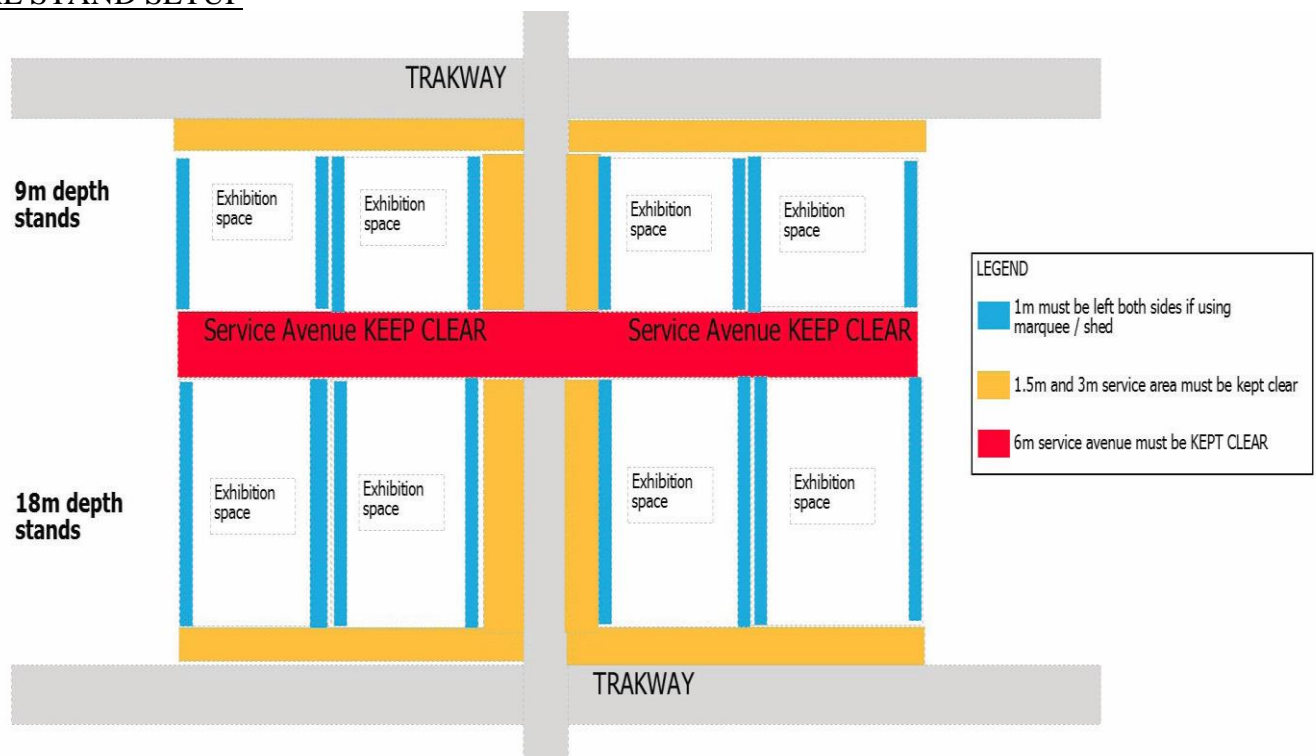 STAND SETUP
TRAKWAY
9m depth
stands
Exhibition
space
Exhibition
space
Exhibition
space
Exhibition
space
Service Avenue KEEP CLEAR
Service Avenue KEEP CLEAR
18m depth
stands
Exhibition
space
Exhibition
space
Exhibition
space
Exhibition
space
TRAKWAY
LEGEND
1m must be left both sides if using
marquee / shed
1.5m and 3m service area must be kept clear
6m service avenue must be KEPT CLEAR